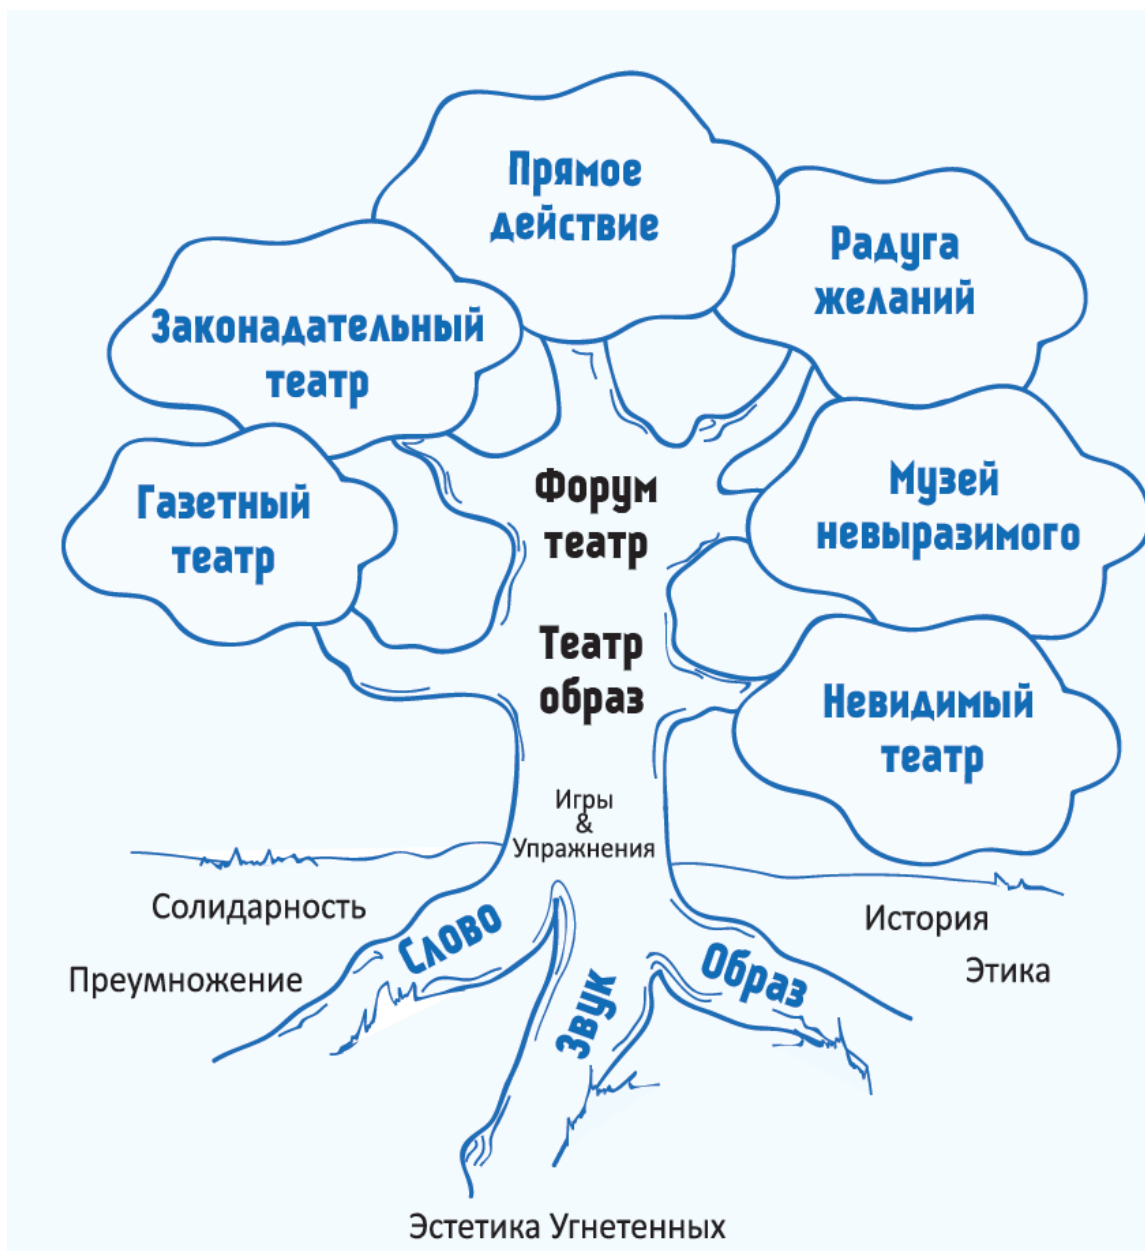 Прямое
действие
Радуга
желаний
Законадательный
театр
Газетный
театр
Форум
театр
Музей
невыразимого
Театр
образ
Невидимый
театр
Игры
&
Упражнения
Солидарность
Преумножение
Слово
Звук
Образ
История
Этика
Эстетика Угнетенных